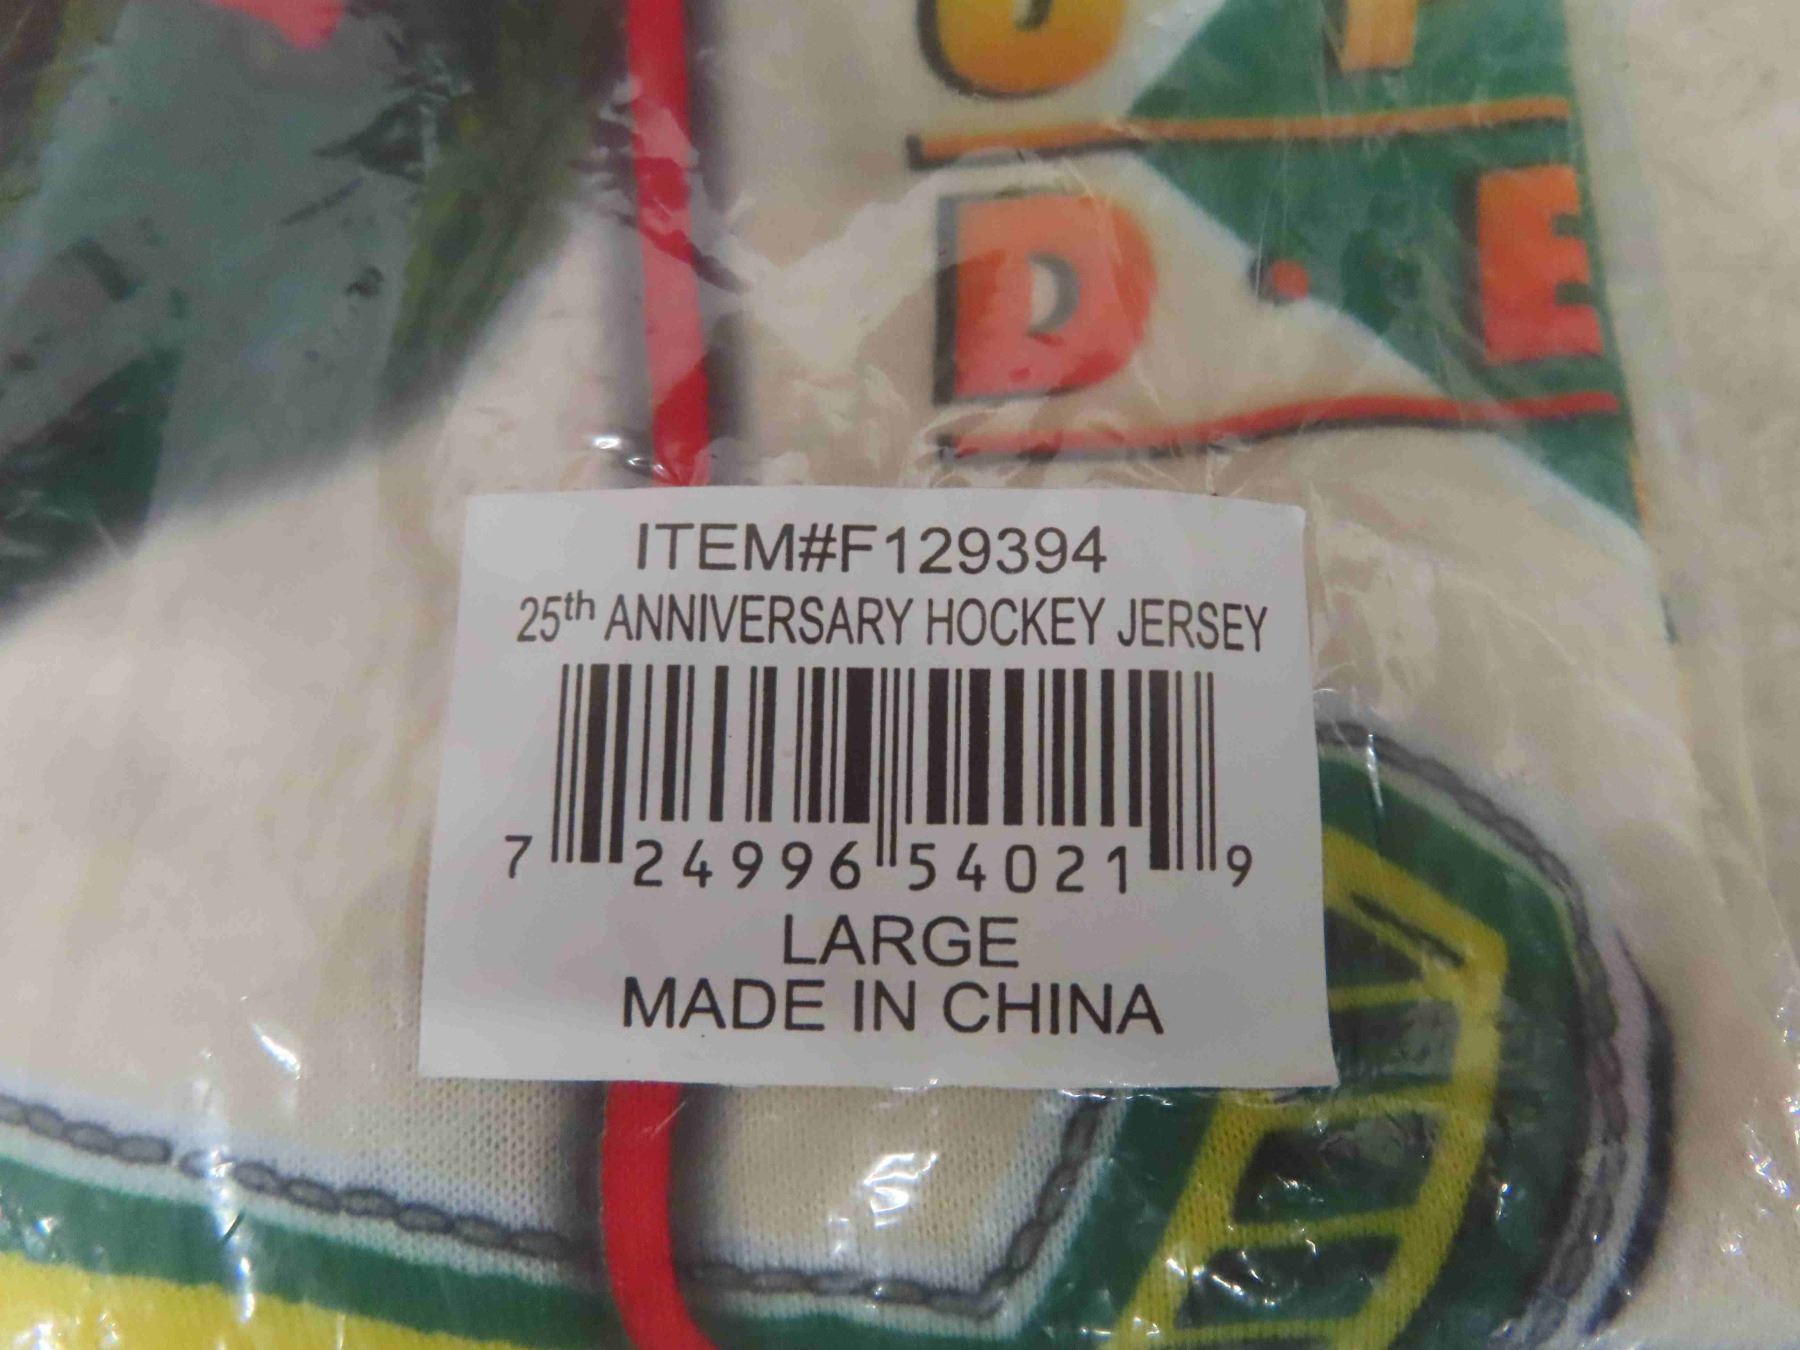 D·E
ITEM#F129394
25th ANNIVERSARY HOCKEY JERSEY
7 24996 54021 9
LARGE
MADE IN CHINA